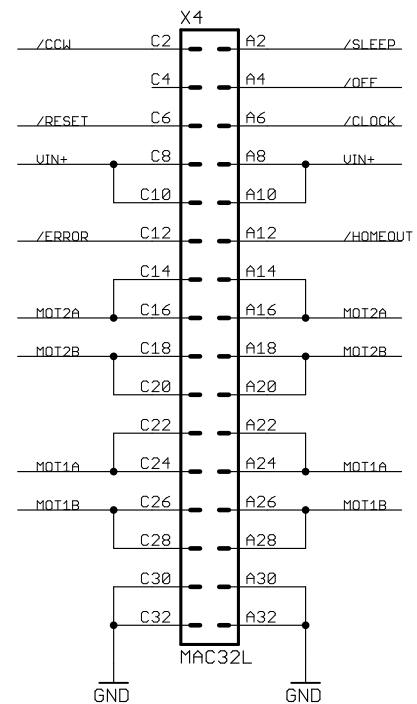 X4
/CCW C2 A2 /SLEEP
C4 A4 /OFF
/RESET C6 A6 /CLOCK
VIN+ C8 A8 VIN+
C10 A10
/ERROR C12 A12 /HOMEOUT
C14 A14
MOT2A C16 A16 MOT2A
MOT2B C18 A18 MOT2B
C20 A20
C22 A22
MOT1A C24 A24 MOT1A
MOT1B C26 A26 MOT1B
C28 A28
C30 A30
C32 A32
MAC32L
GND GND